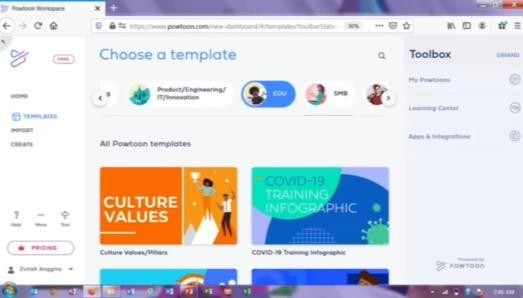 Powtoon Workspace
https://www.powtoon.com/new-dashboard/#/templates?toolbarStatu
90%
Choose a template
Toolbox
EXPAND
FREE
My Powtoons
Product/Engineering/
IT/Innovation
EDU
SMB
HOME
TEMPLATES
IMPORT
CREATE
Learning Center
Apps & Integrations
All Powtoon templates
CULTURE
VALUES
COVID-19
TRAINING
INFOGRAPHIC
Culture Values/Pillars
COVID-19 Training Infographic
Help
More
Tour
PRICING
Zulfah Anggita
Powered by
POWTOON
7:46 AM